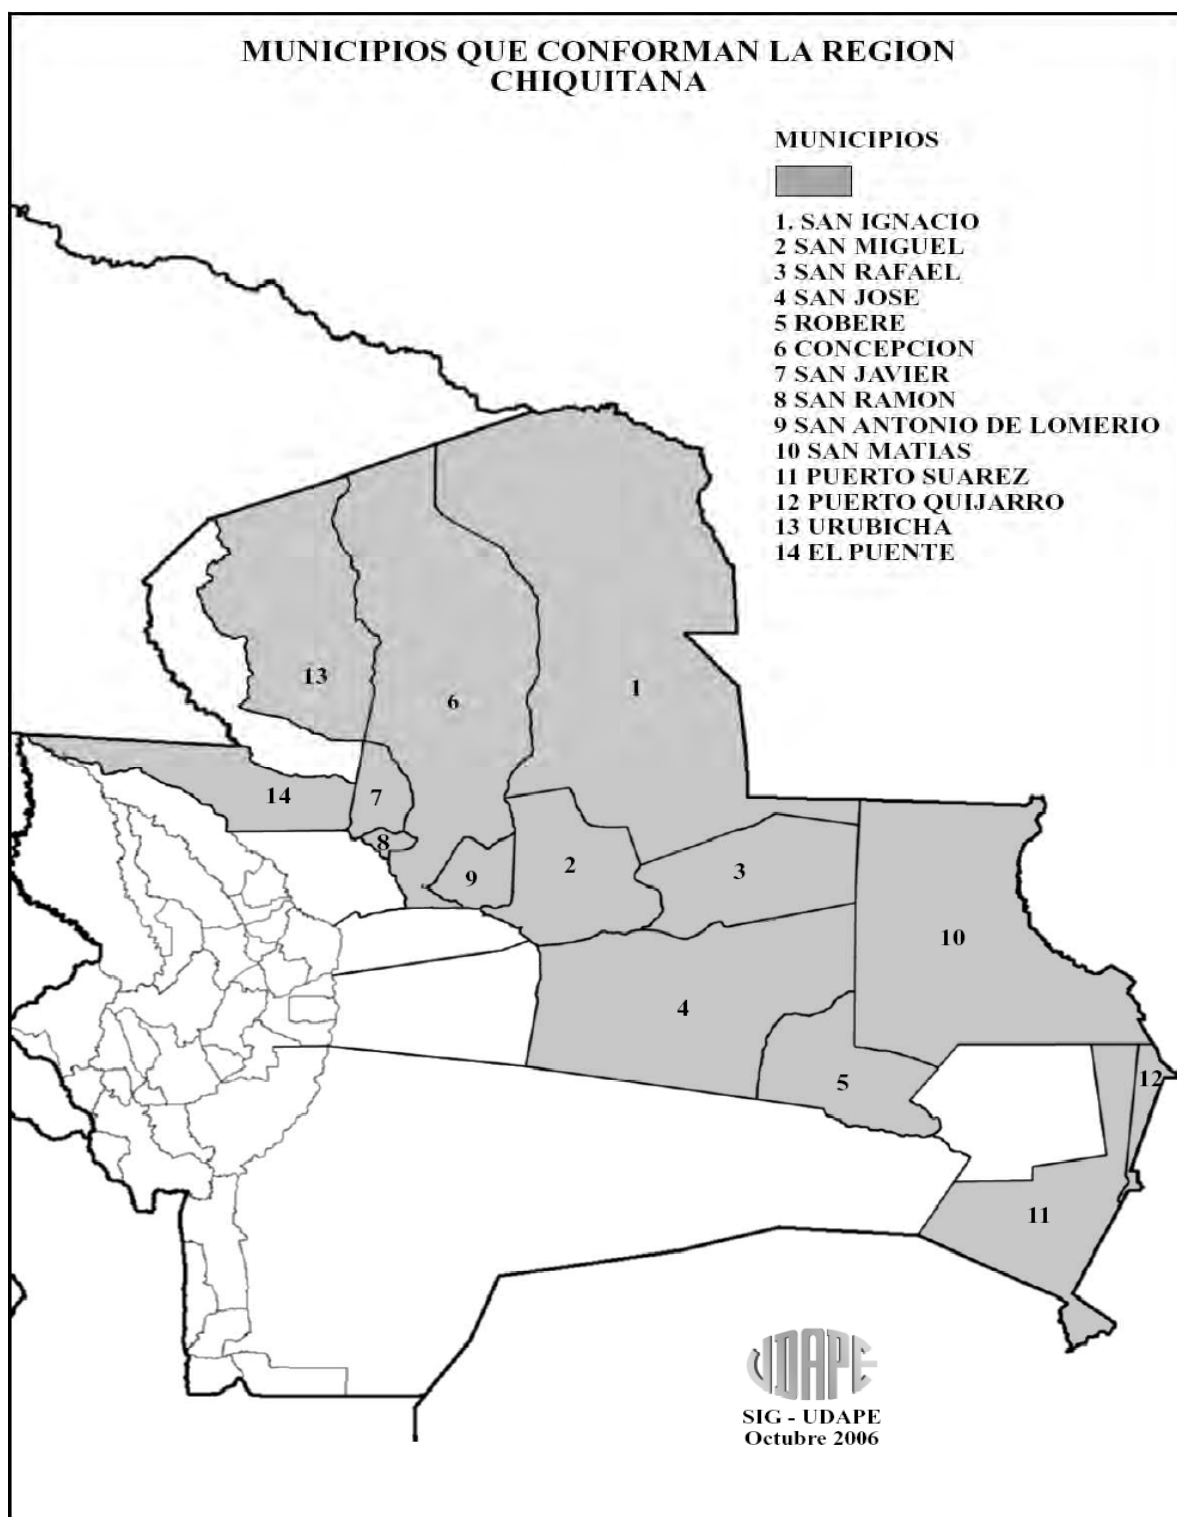 MUNICIPIOS QUE CONFORMAN LA REGION
CHIQUITANA
MUNICIPIOS
1. SAN IGNACIO
2 SAN MIGUEL
3 SAN RAFAEL
4 SAN JOSE
5 ROBERE
6 CONCEPCION
7 SAN JAVIER
8 SAN RAMON
9 SAN ANTONIO DE LOMERIO
10 SAN MATIAS
11 PUERTO SUAREZ
12 PUERTO QUIJARRO
13 URUBICHA
14 EL PUENTE
13
6
1
14
7
8
9
2
3
10
4
5
12
11
UDAPE
SIG - UDAPE
Octubre 2006